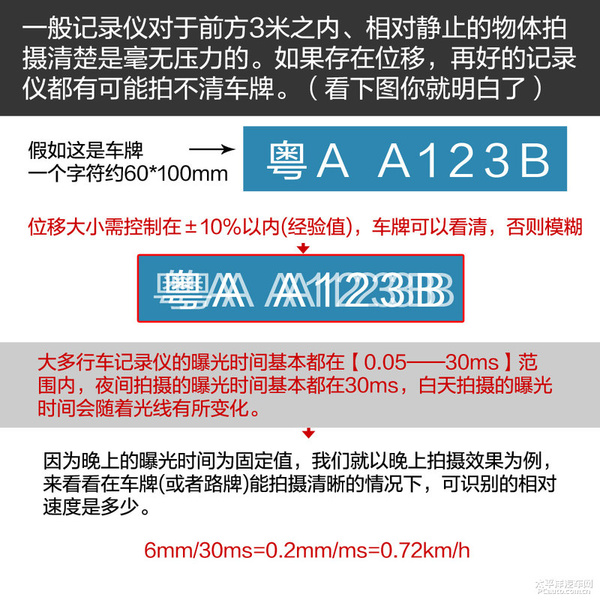 一般记录仪对于前方3米之内、相对静止的物体拍
摄清楚是毫无压力的。如果存在位移，再好的记录
仪都有可能拍不清车牌。（看下图你就明白了）
假如这是车牌
一个字符约60*100mm
粤A A123B
位移大小需控制在±10%以内(经验值)，车牌可以看清，否则模糊
粤A A123B
大多行车记录仪的曝光时间基本都在【0.05——30ms】范
围内，夜间拍摄的曝光时间基本都在30ms，白天拍摄的曝光
时间会随着光线有所变化。
因为晚上的曝光时间为固定值，我们就以晚上拍摄效果为例，
来看看在车牌(或者路牌)能拍摄清晰的情况下，可识别的相对
速度是多少。
6mm/30ms=0.2mm/ms=0.72km/h
太平洋汽车网
PCauto.com.cn